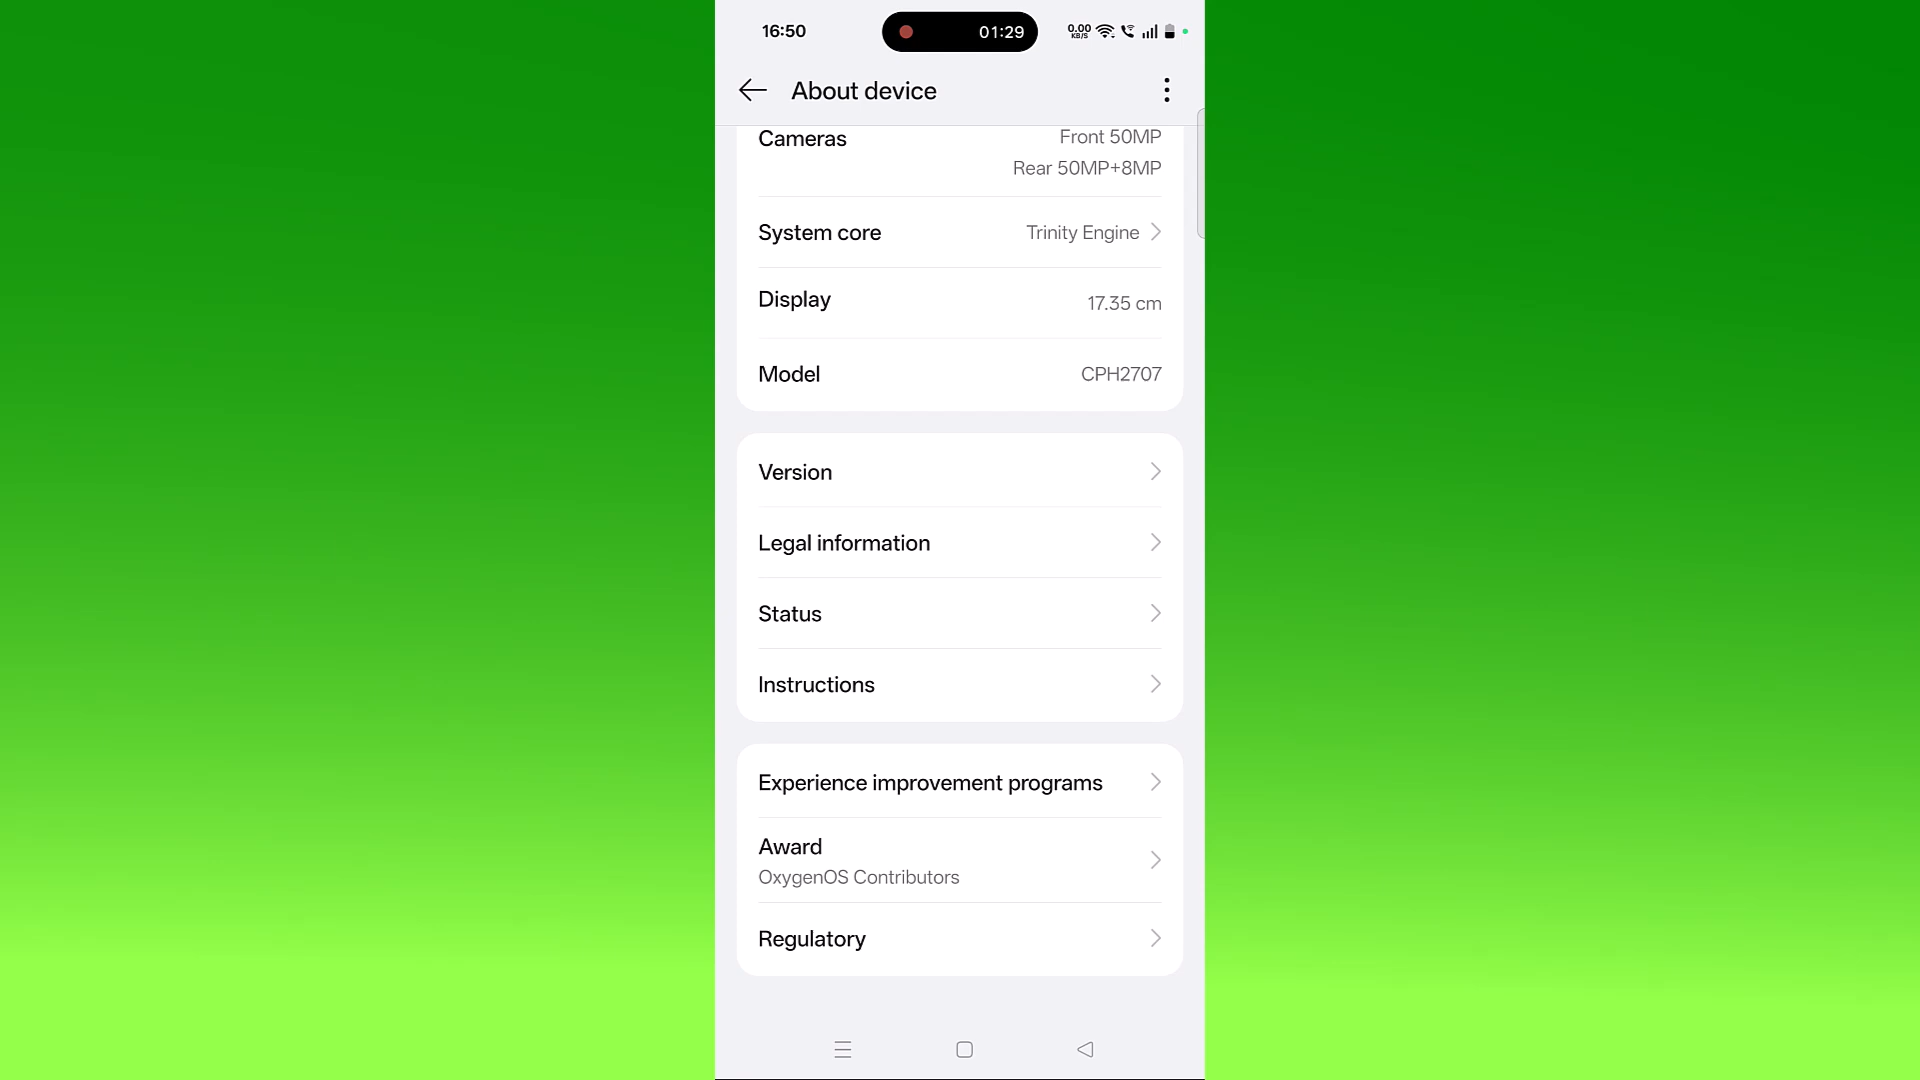 16:50
01:29
0.00
KB/S
About device
Cameras
Front 50MP
Rear 50MP+8MP
System core
Trinity Engine
Display
17.35 cm
Model
CPH2707
Version
Legal information
Status
Instructions
Experience improvement programs
Award
OxygenOS Contributors
Regulatory